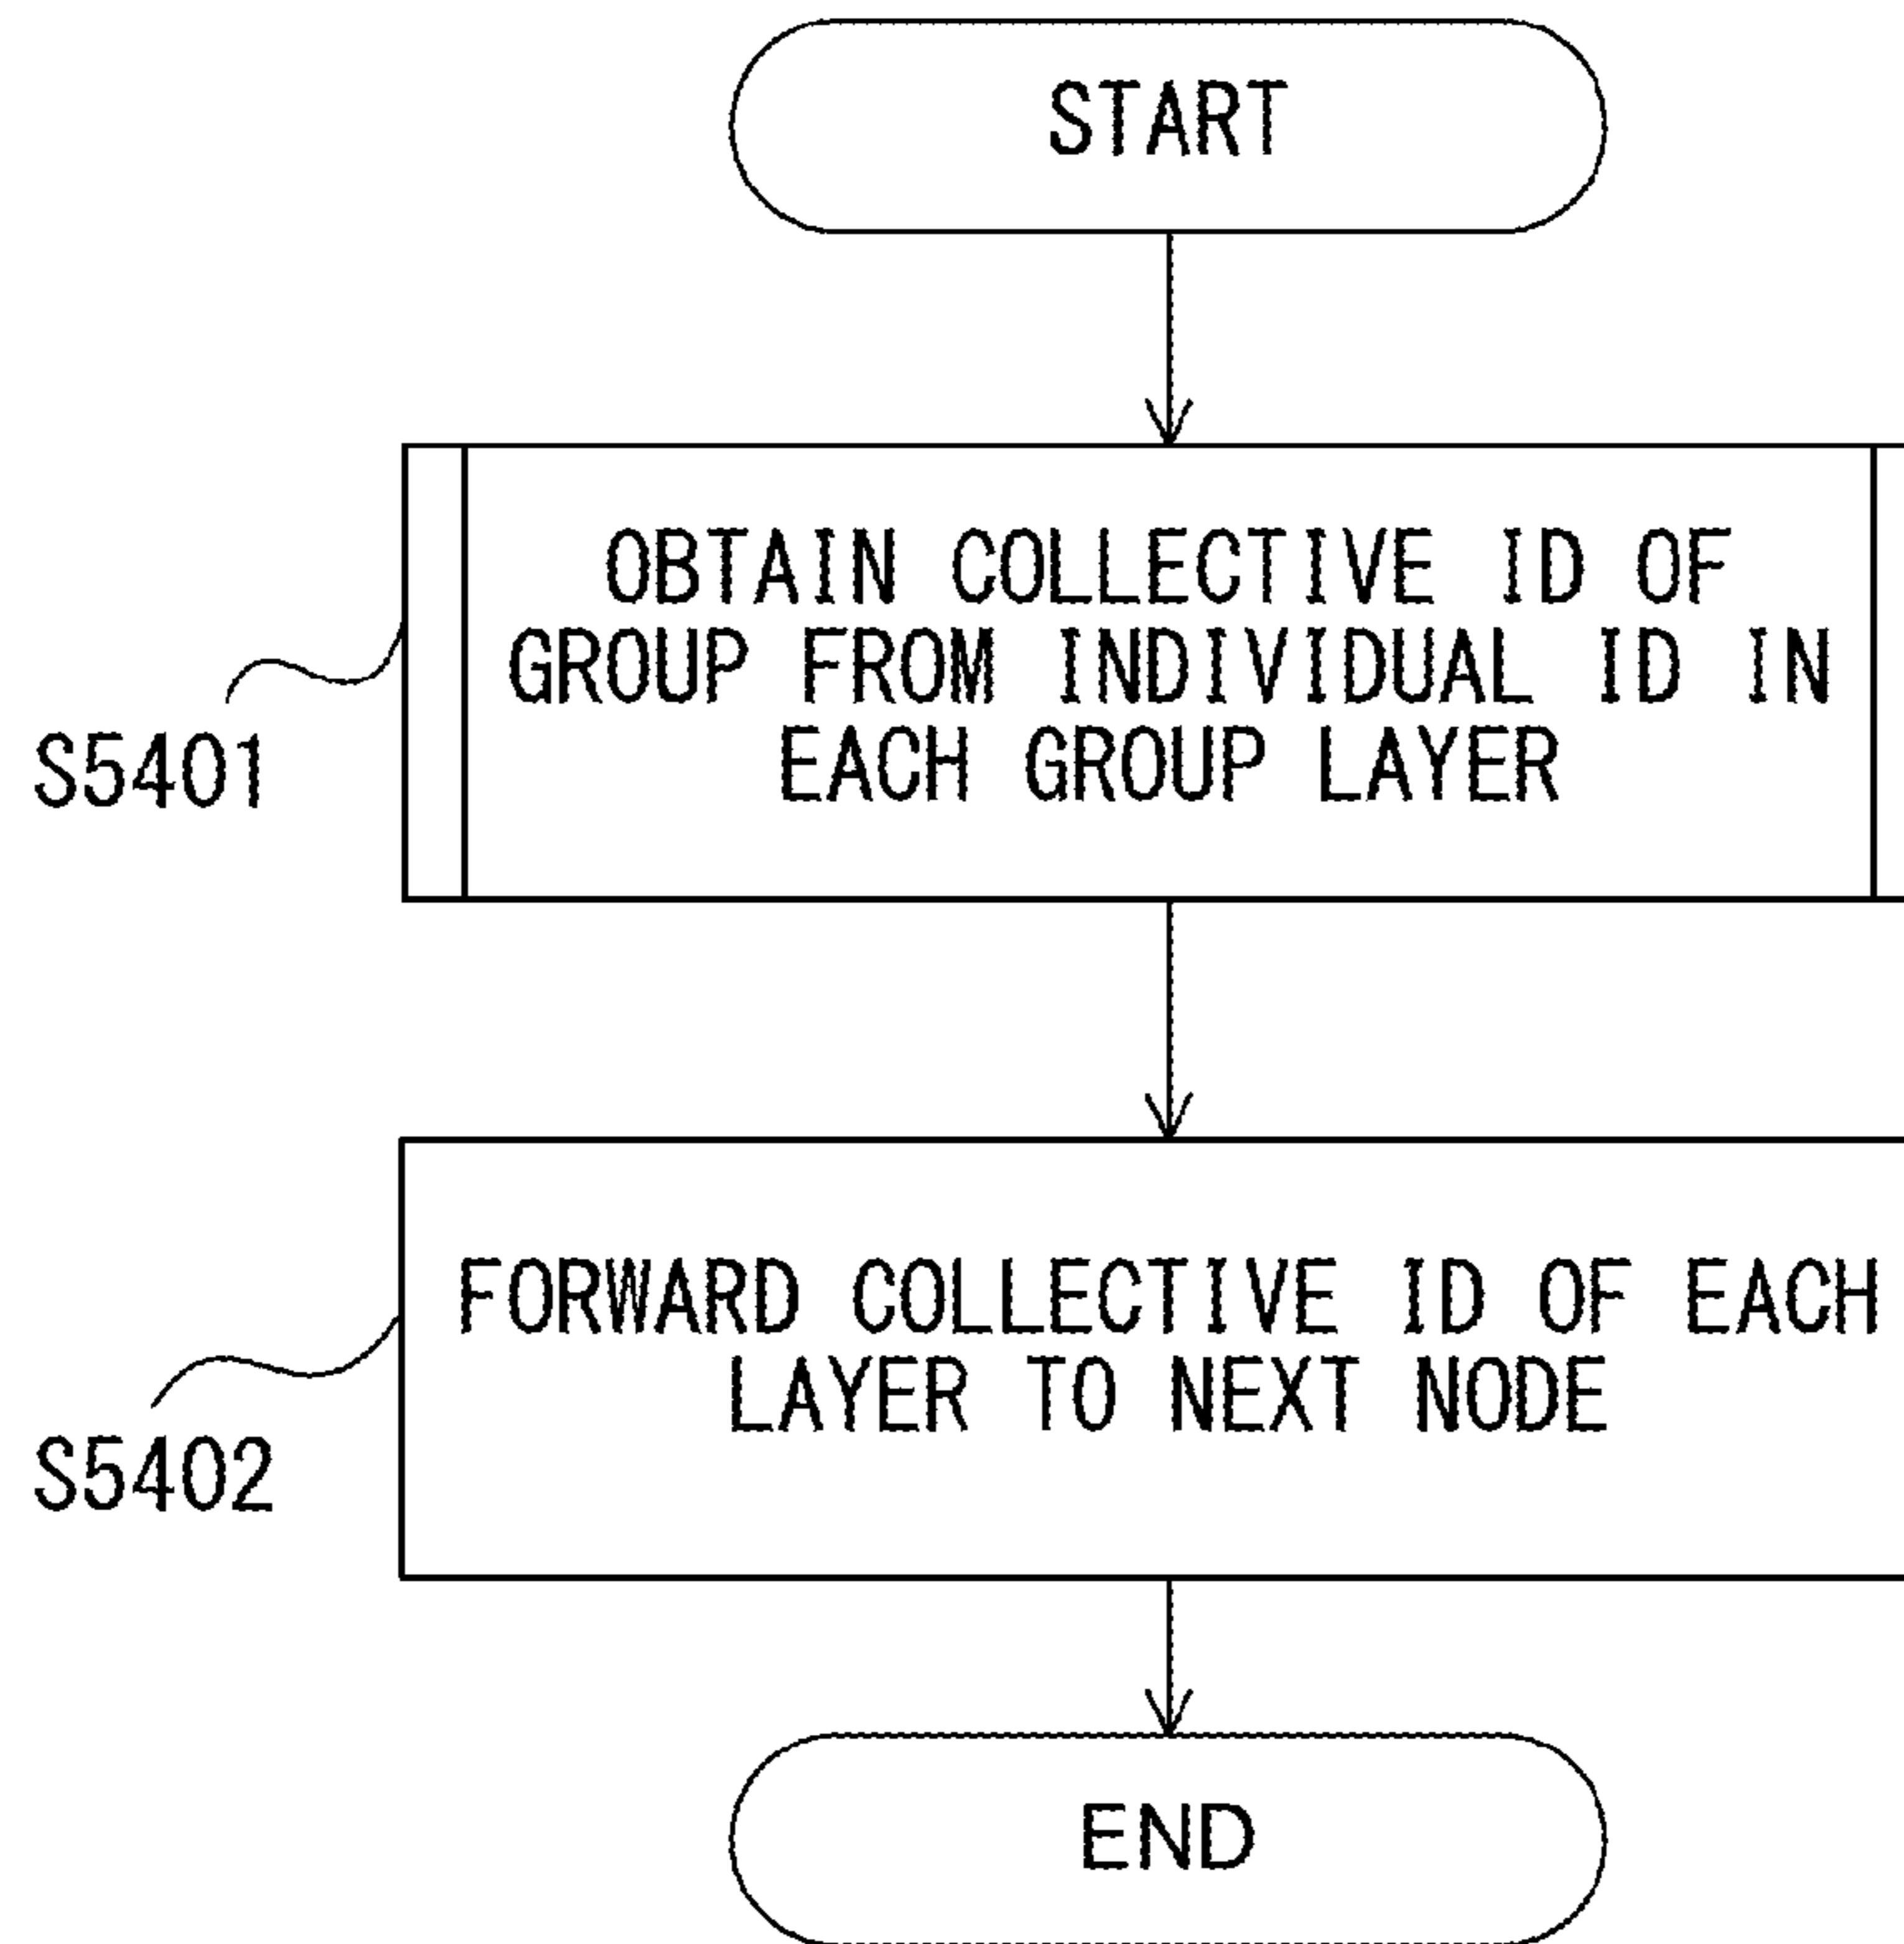 START
OBTAIN COLLECTIVE ID OF
GROUP FROM INDIVIDUAL ID IN
EACH GROUP LAYER
S5401
FORWARD COLLECTIVE ID OF EACH
LAYER TO NEXT NODE
S5402
END